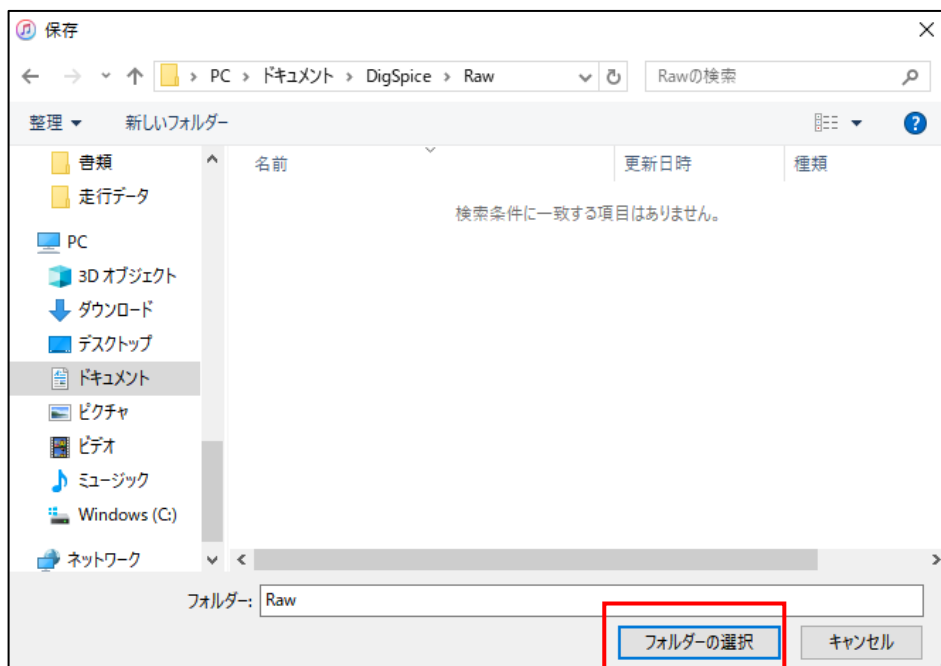 保存
PC › ドキュメント › DigSpice › Raw
Rawの検索
整理
新しいフォルダー
?
名前
更新日時
種類
検索条件に一致する項目はありません。
書類
走行データ
PC
3D オブジェクト
ダウンロード
デスクトップ
ドキュメント
ピクチャ
ビデオ
ミュージック
Windows (C:)
ネットワーク
フォルダー: Raw
フォルダーの選択
キャンセル